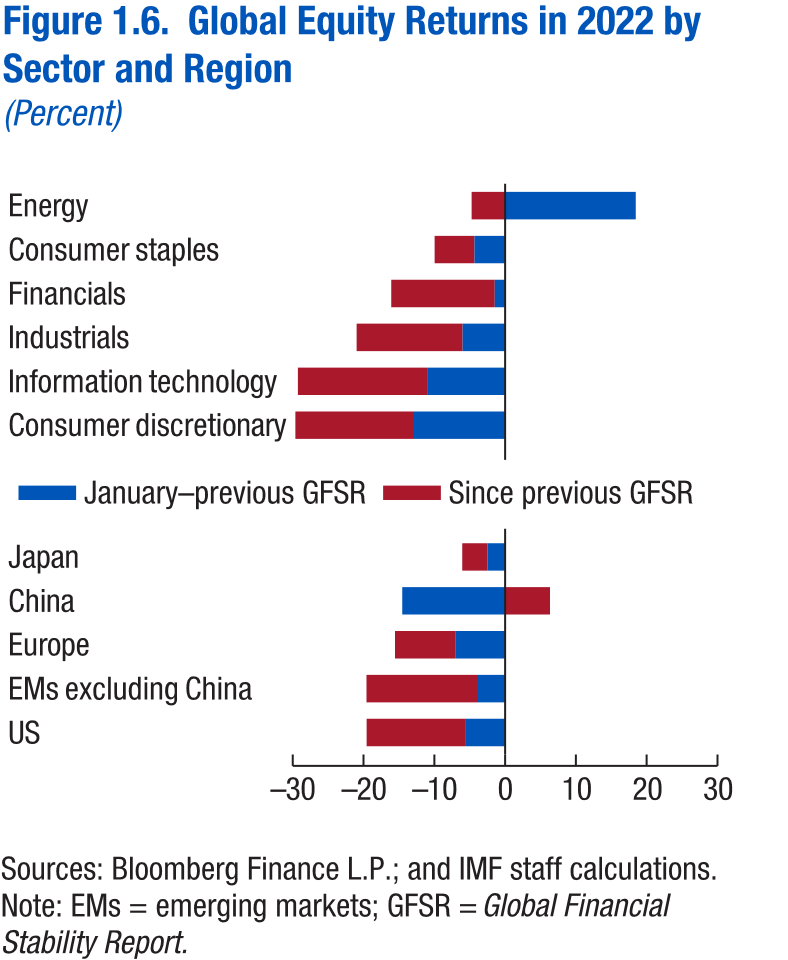 Figure 1.6.  Global Equity Returns in 2022 by
Sector and Region
(Percent)
Energy
Consumer staples
Financials
Industrials
Information technology
Consumer discretionary
January–previous GFSR
Since previous GFSR
Japan
China
Europe
EMs excluding China
US
–30 –20 –10 0 10 20 30
Sources: Bloomberg Finance L.P.; and IMF staff calculations.
Note: EMs = emerging markets; GFSR = Global Financial
Stability Report.